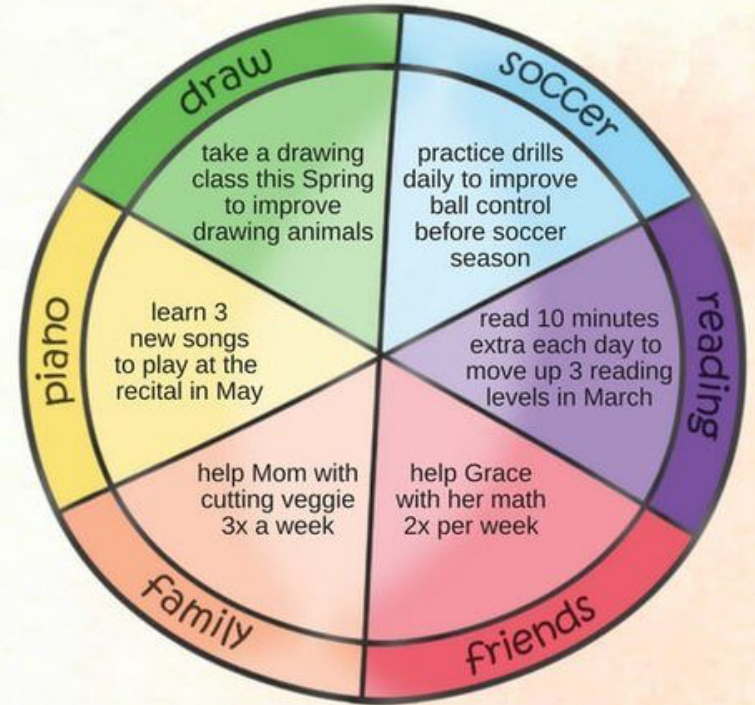 draw
take a drawing
class this Spring
to improve
drawing animals
soccer
practice drills
daily to improve
ball control
before soccer
season
reading
read 10 minutes
extra each day to
move up 3 reading
levels in March
friends
help Grace
with her math
2x per week
family
help Mom with
cutting veggie
3x a week
piano
learn 3
new songs
to play at the
recital in May